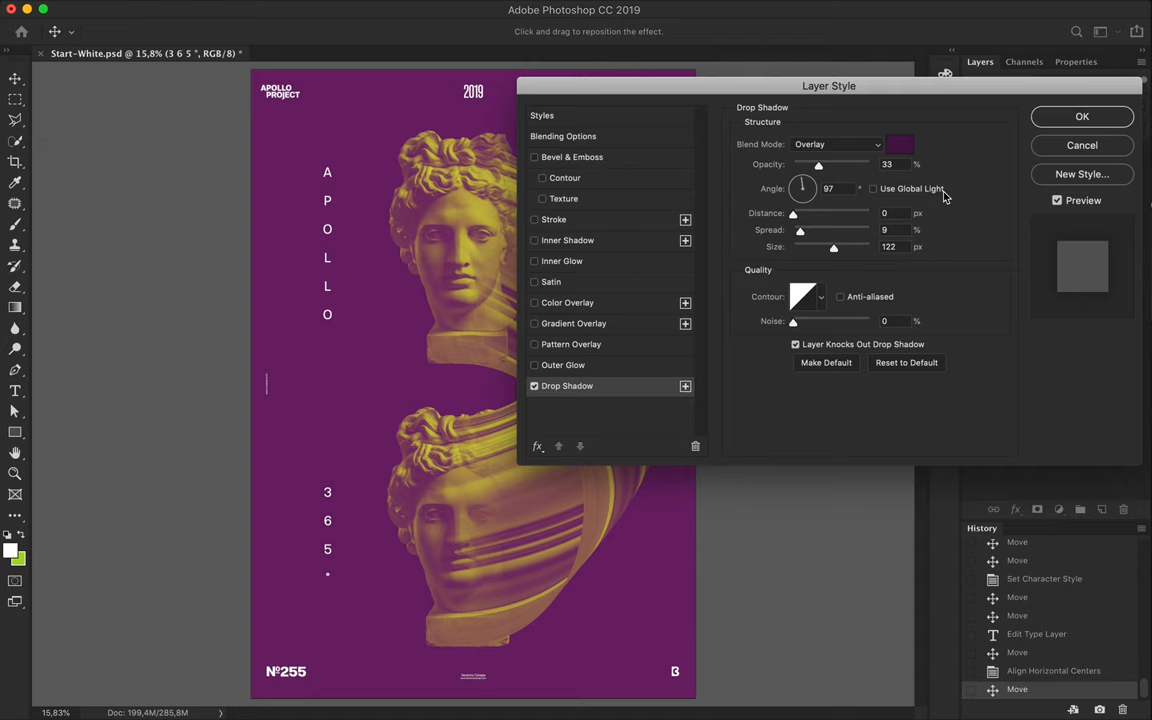 Adobe Photoshop CC 2019
Click and drag to reposition the effect.
Start-White.psd @ 15,8% (3 6 5 °, RGB/8) *
Layers
Channels
Properties
APOLLO
PROJECT
2019
A
P
O
L
L
O
3
6
5
°
Nº255
B
Layer Style
Styles
Blending Options
Bevel & Emboss
Contour
Texture
Stroke
Inner Shadow
Inner Glow
Satin
Color Overlay
Gradient Overlay
Pattern Overlay
Outer Glow
Drop Shadow
fx
Drop Shadow
Structure
Blend Mode: Overlay
Opacity: 33 %
Angle: 97 ° Use Global Light
Distance: 0 px
Spread: 9 %
Size: 122 px
Quality
Contour: Anti-aliased
Noise: 0 %
Layer Knocks Out Drop Shadow
Make Default Reset to Default
OK
Cancel
New Style...
Preview
fx
History
Move
Move
Set Character Style
Move
Move
Edit Type Layer
Move
Align Horizontal Centers
Move
15,83% Doc: 199,4M/285,8M